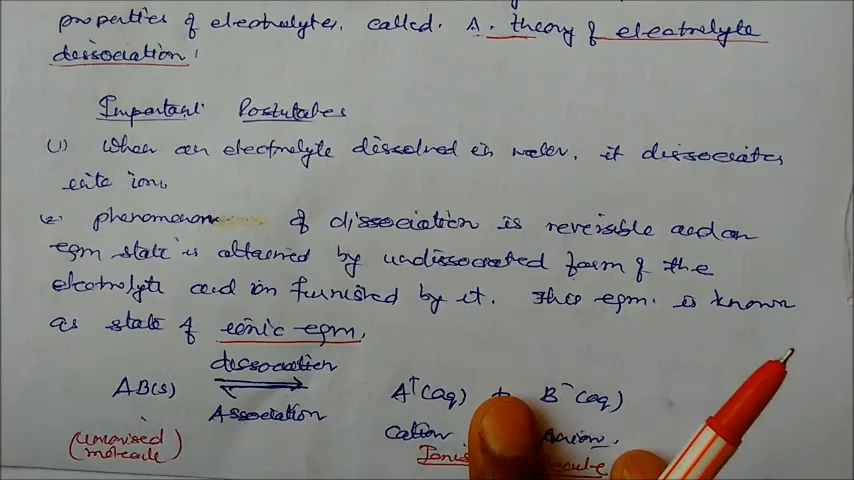 properties of electrolytes, called. A. theory of electrolyte
dissociation.
Important Postulates
(1) When an electrolyte dissolved in water, it dissociates
into ion,
(2) phenomenon of dissociation is reversible and an
eqm state is attained by undissociated form of the
electrolyte and ion furnished by it. This eqm. is known
as state of ionic eqm,
dissociation
AB(s) ⇌ A⁺(aq) + B⁻(aq)
Association
Cation Anion,
(unionised molecule)